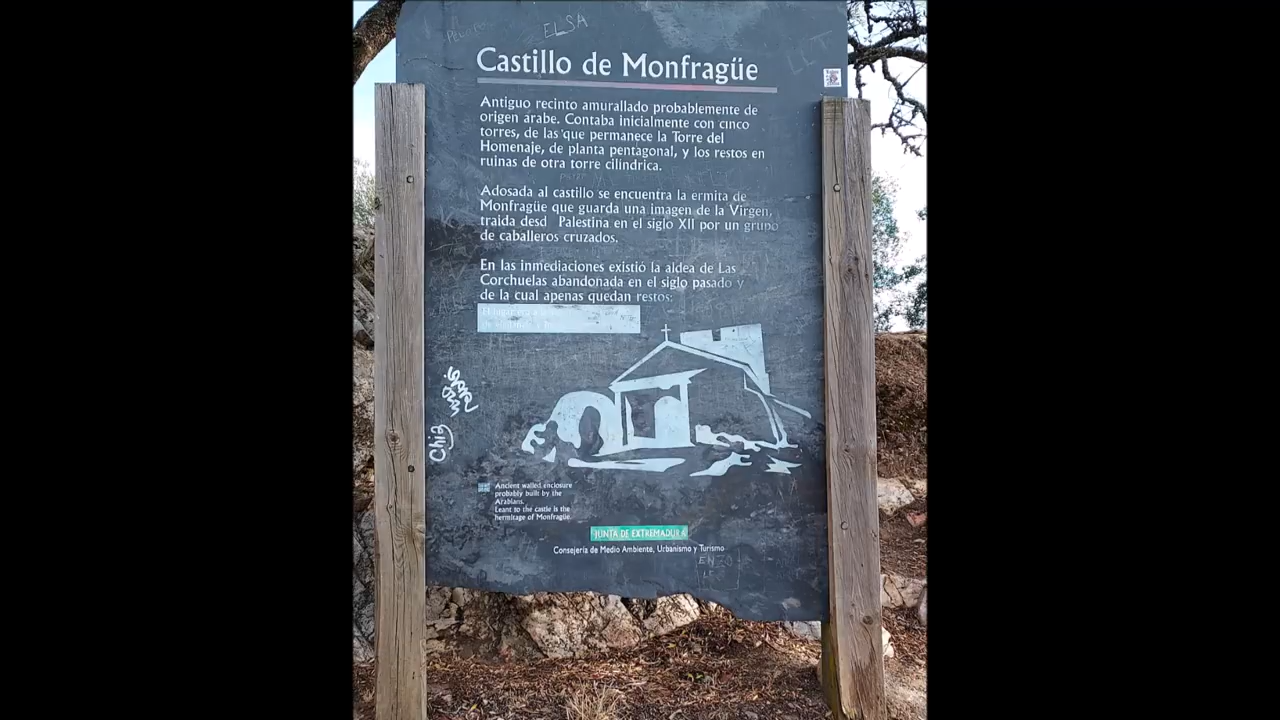 ELSA
LLT
Castillo de Monfragüe
Antiguo recinto amurallado probablemente de
origen árabe. Contaba inicialmente con cinco
torres, de las que permanece la Torre del
Homenaje, de planta pentagonal, y los restos en
ruinas de otra torre cilíndrica.
Adosada al castillo se encuentra la ermita de
Monfragüe que guarda una imagen de la Virgen,
traida desd Palestina en el siglo XII por un grupo
de caballeros cruzados.
En las inmediaciones existió la aldea de Las
Corchuelas abandonada en el siglo pasado y
de la cual apenas quedan restos:
Chia
Ancient walled enclosure
probably built by the
Arabians.
Leant to the castle is the
hermitage of Monfragüe.
JUNTA DE EXTREMADURA
Consejería de Medio Ambiente, Urbanismo y Turismo
ENZO